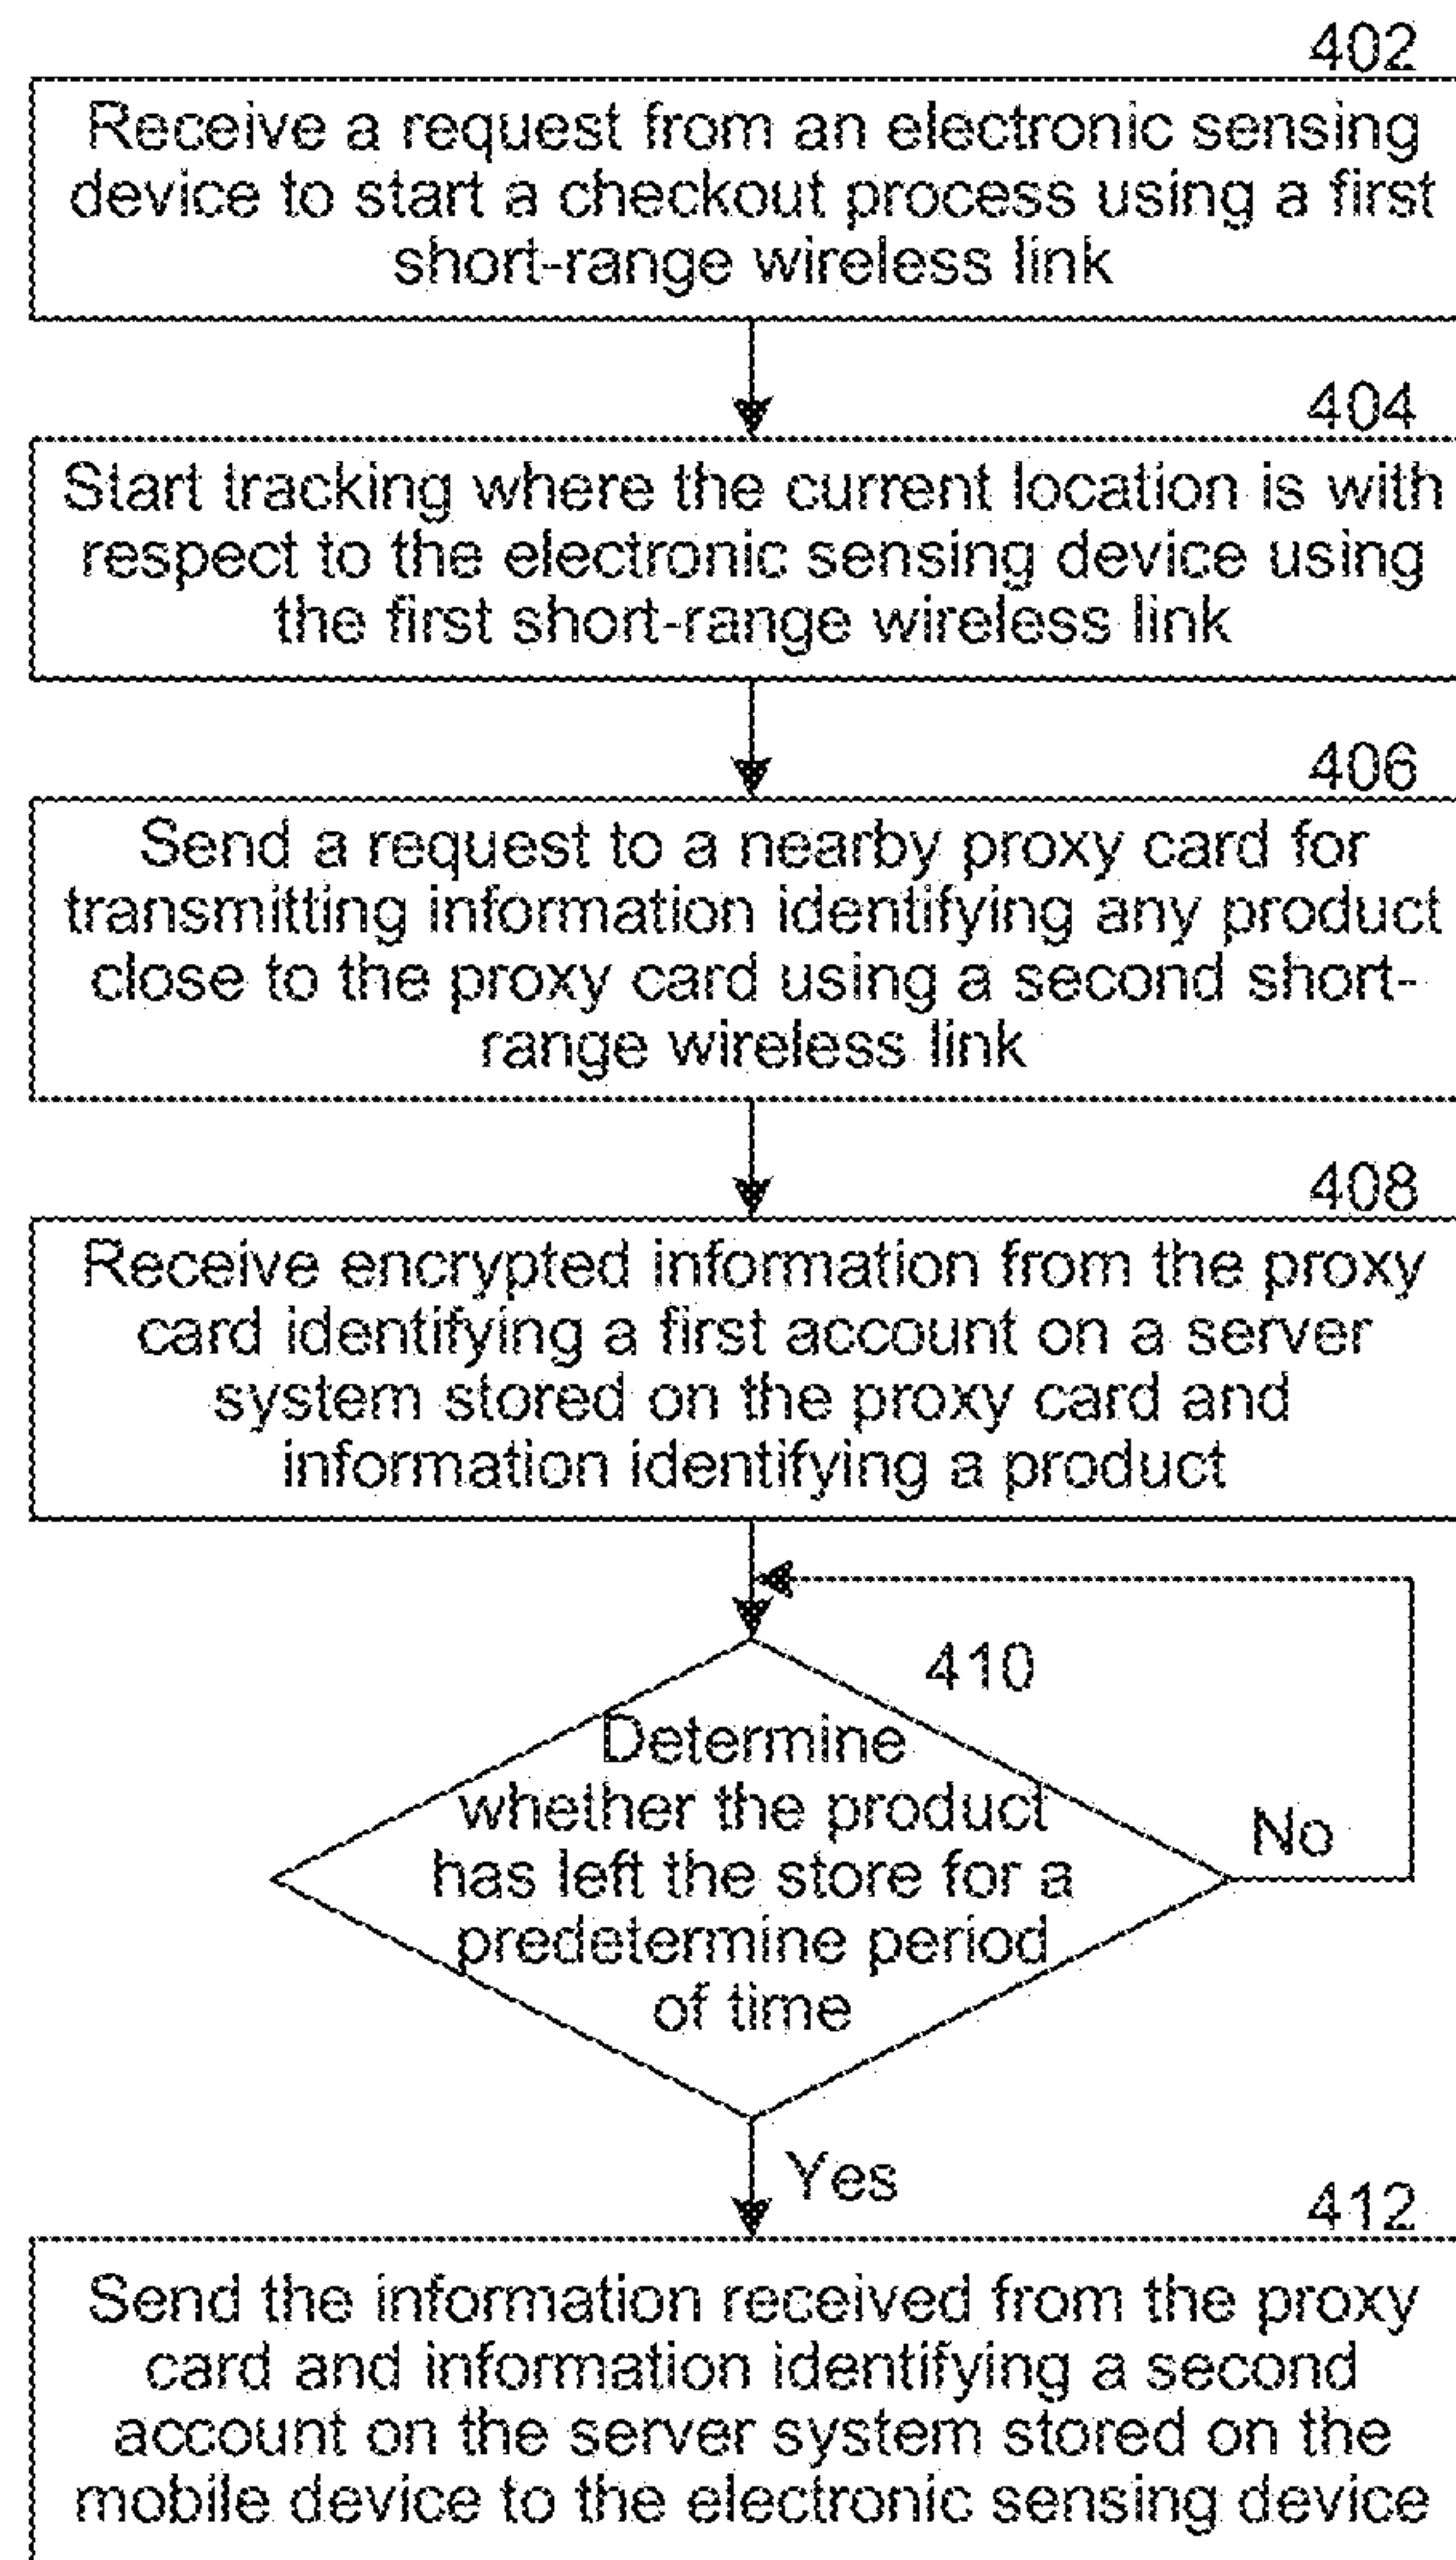 402
Receive a request from an electronic sensing
device to start a checkout process using a first
short-range wireless link
404
Start tracking where the current location is with
respect to the electronic sensing device using
the first short-range wireless link
406
Send a request to a nearby proxy card for
transmitting information identifying any product
close to the proxy card using a second short-
range wireless link
408
Receive encrypted information from the proxy
card identifying a first account on a server
system stored on the proxy card and
information identifying a product
410
Determine
whether the product
has left the store for a
predetermine period
of time
No
Yes
412
Send the information received from the proxy
card and information identifying a second
account on the server system stored on the
mobile device to the electronic sensing device